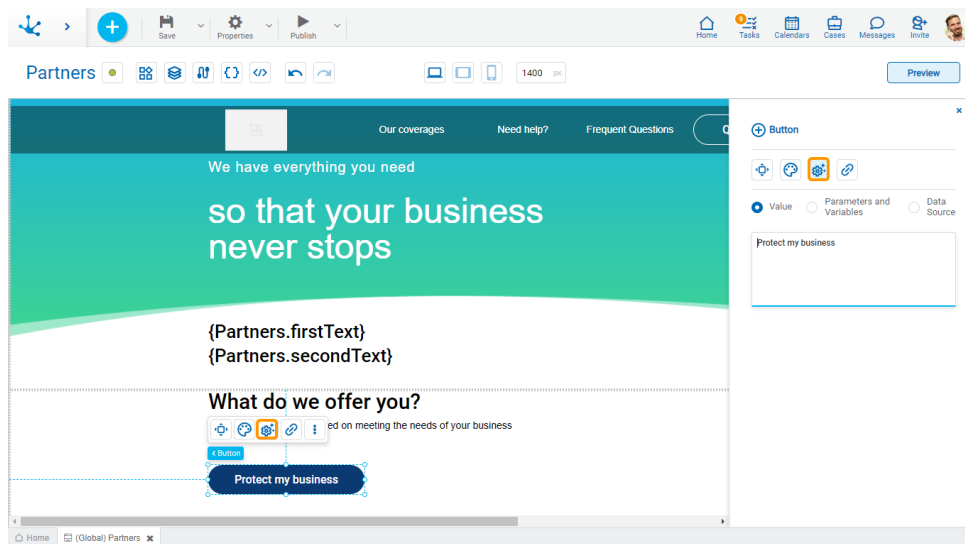 Save
Properties
Publish
Home
9
Tasks
Calendars
Cases
Messages
Invite
Partners
1400 px
Preview
Our coverages
Need help?
Frequent Questions
We have everything you need
so that your business
never stops
{Partners.firstText}
{Partners.secondText}
What do we offer you?
ed on meeting the needs of your business
Button
Protect my business
Button
Value
Parameters and
Variables
Data
Source
Protect my business
Home
(Global) Partners